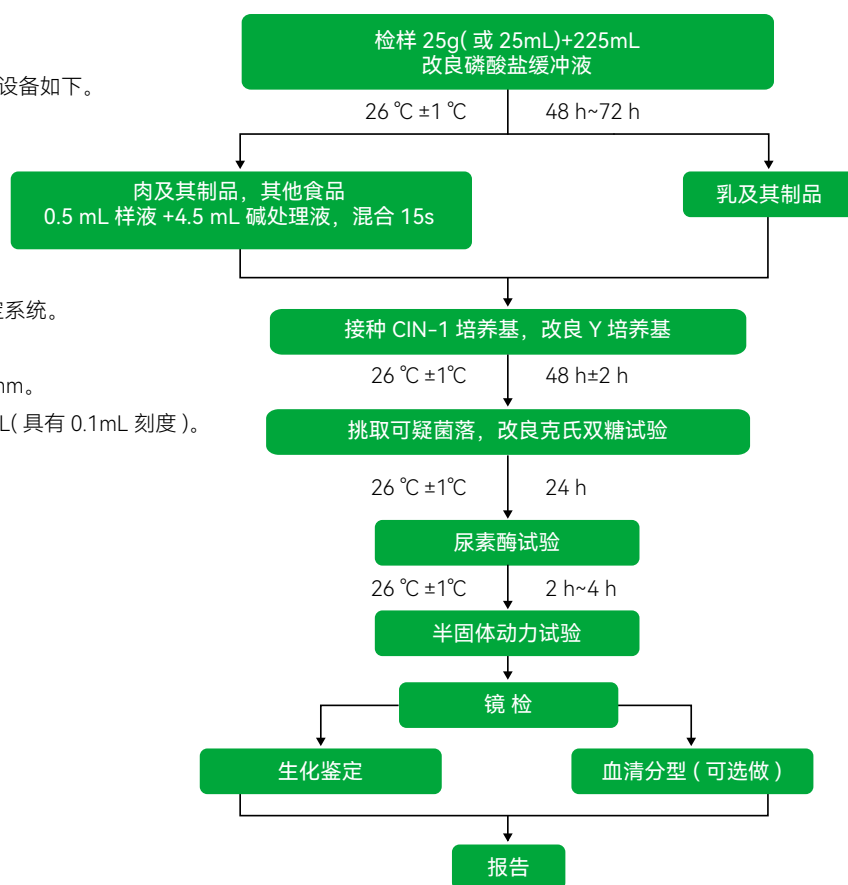 检样 25g( 或 25mL)+225mL
改良磷酸盐缓冲液
设备如下。
26 ℃ ±1 ℃ 48 h~72 h
肉及其制品，其他食品
0.5 mL 样液 +4.5 mL 碱处理液，混合 15s
乳及其制品
定系统。
接种 CIN-1 培养基，改良 Y 培养基
26 ℃ ±1℃ 48 h±2 h
mm。
L( 具有 0.1mL 刻度 )。
挑取可疑菌落，改良克氏双糖试验
26 ℃ ±1℃ 24 h
尿素酶试验
26 ℃ ±1℃ 2 h~4 h
半固体动力试验
镜 检
生化鉴定
血清分型 ( 可选做 )
报告